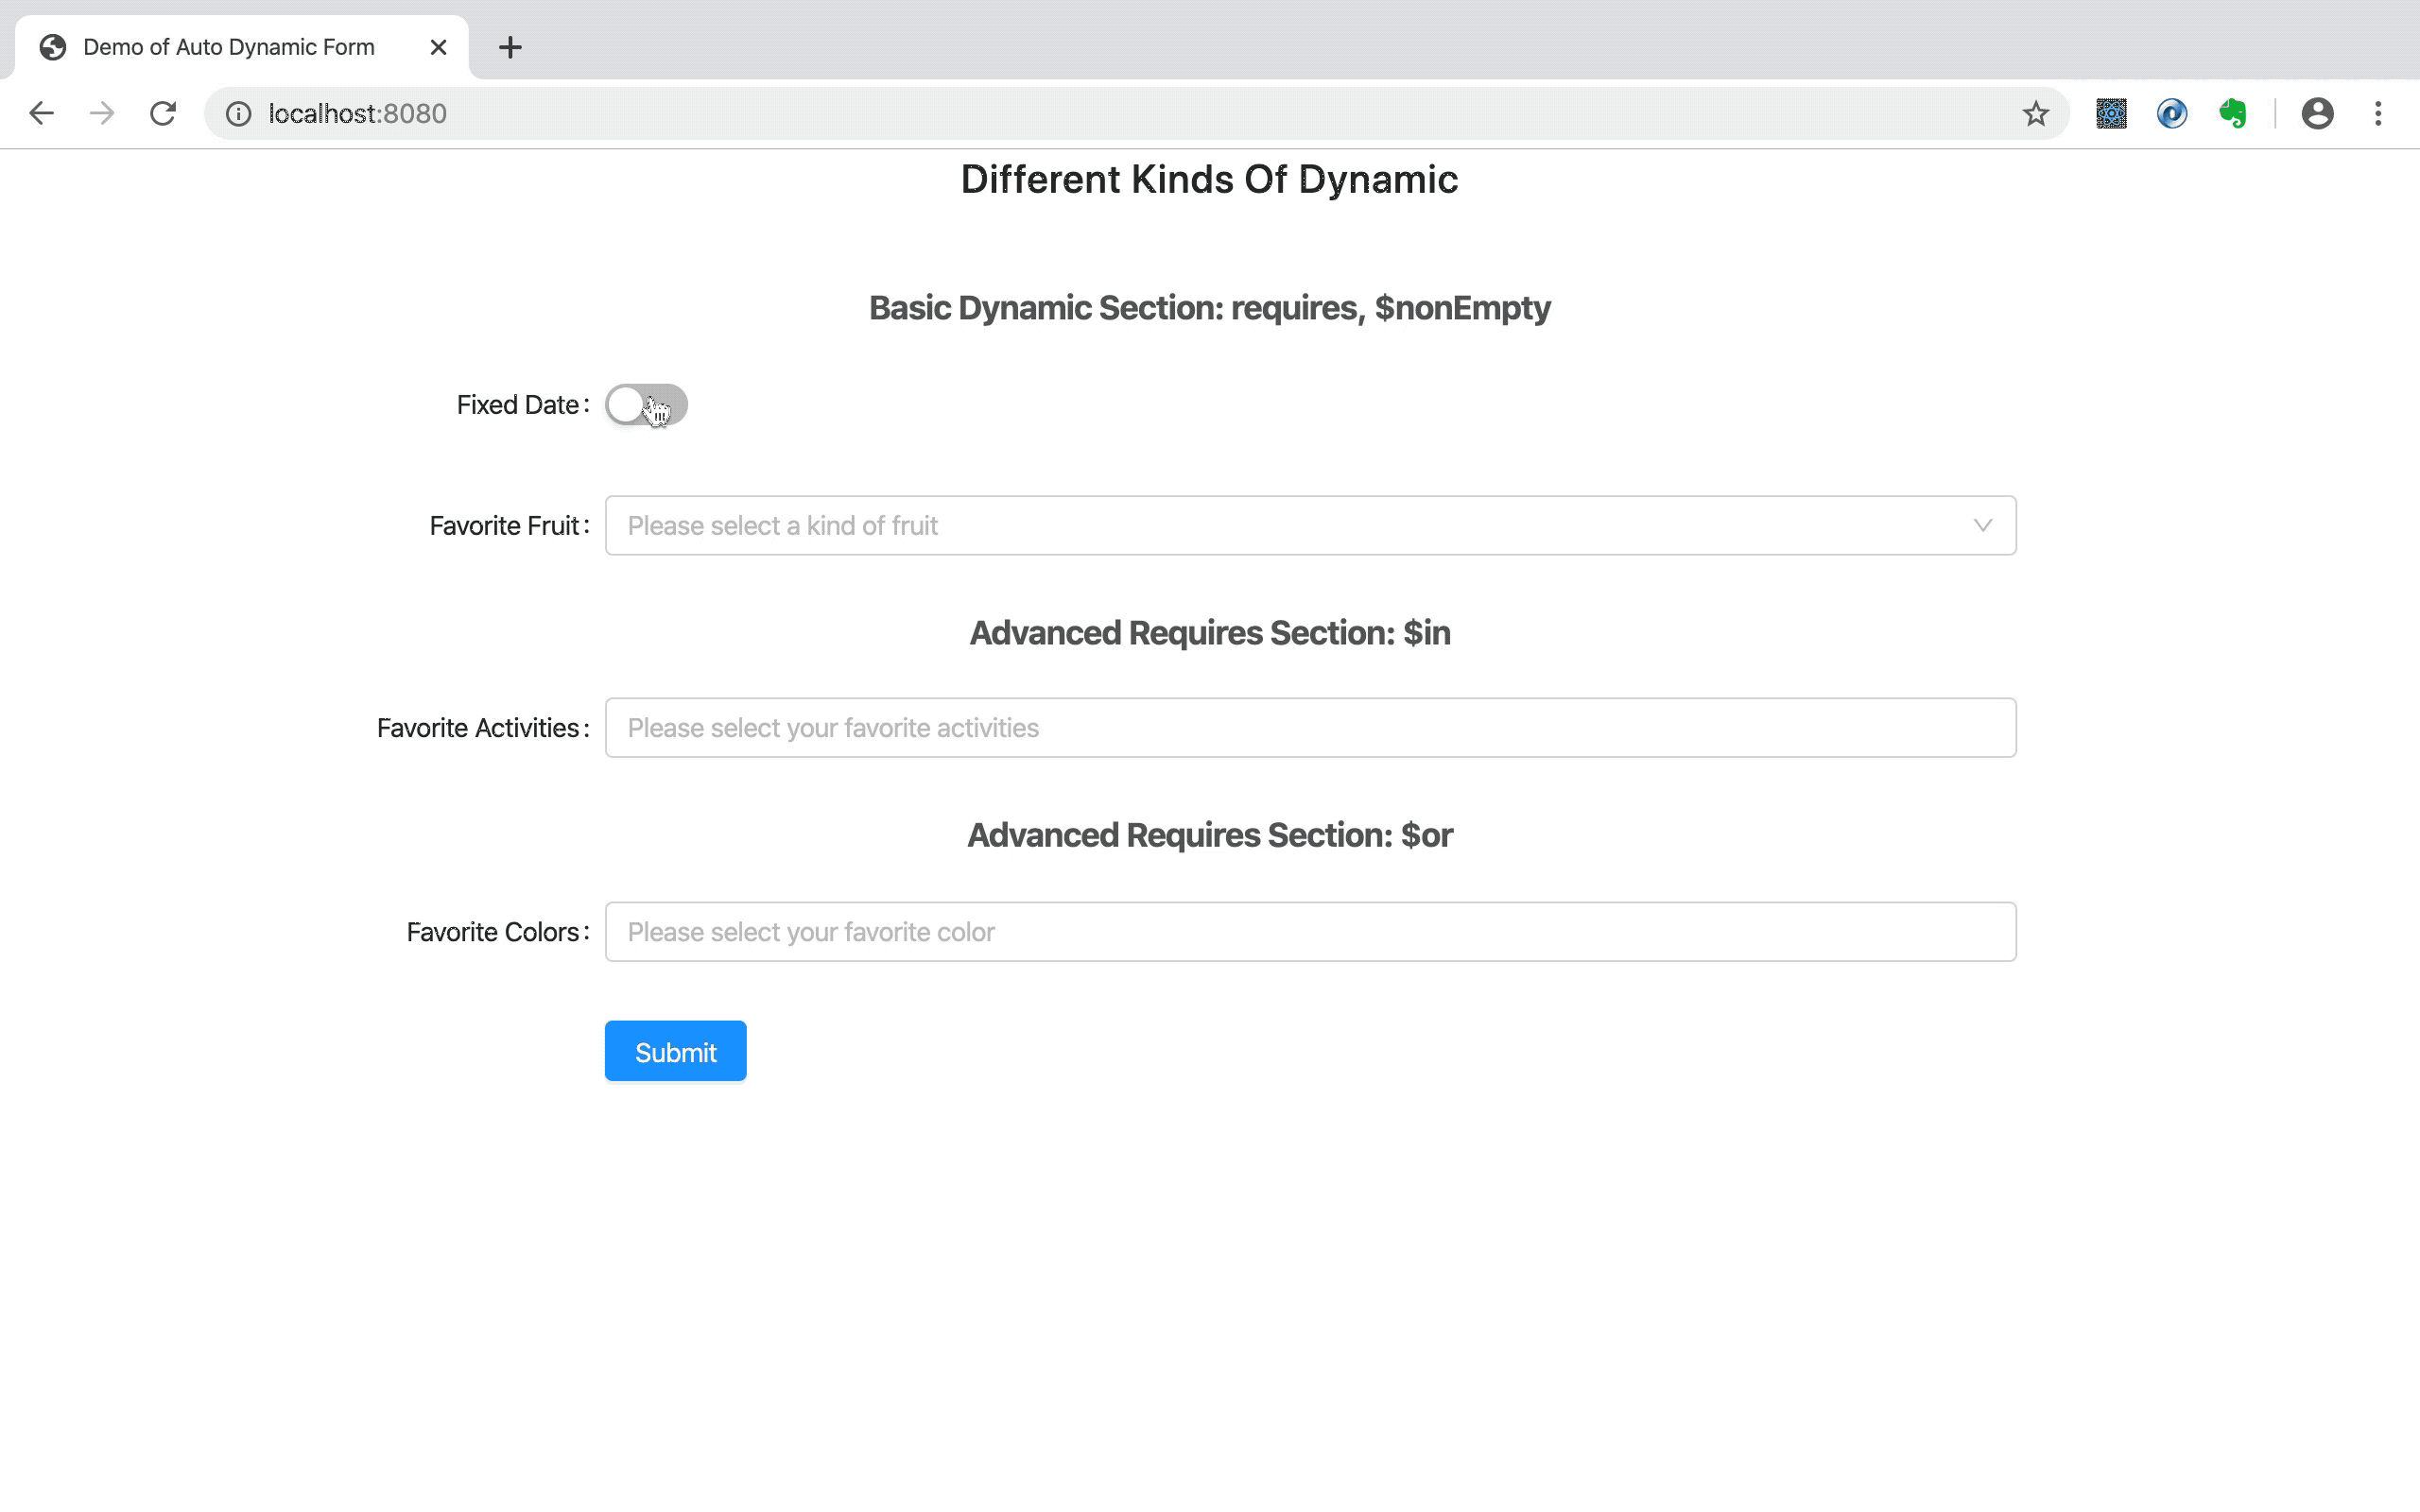 Demo of Auto Dynamic Form
localhost:8080
Different Kinds Of Dynamic
Basic Dynamic Section: requires, $nonEmpty
Fixed Date:
Favorite Fruit: Please select a kind of fruit
Advanced Requires Section: $in
Favorite Activities: Please select your favorite activities
Advanced Requires Section: $or
Favorite Colors: Please select your favorite color
Submit